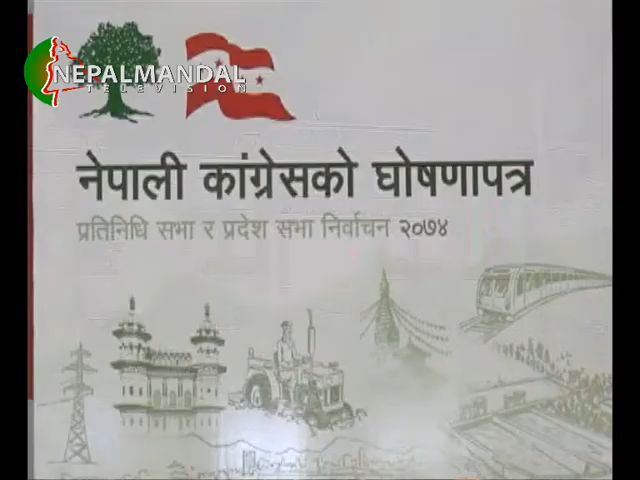 NEPALMANDAL
TELEVISION
नेपाली कांग्रेसको घोषणापत्र
प्रतिनिधि सभा र प्रदेश सभा निर्वाचन २०७४